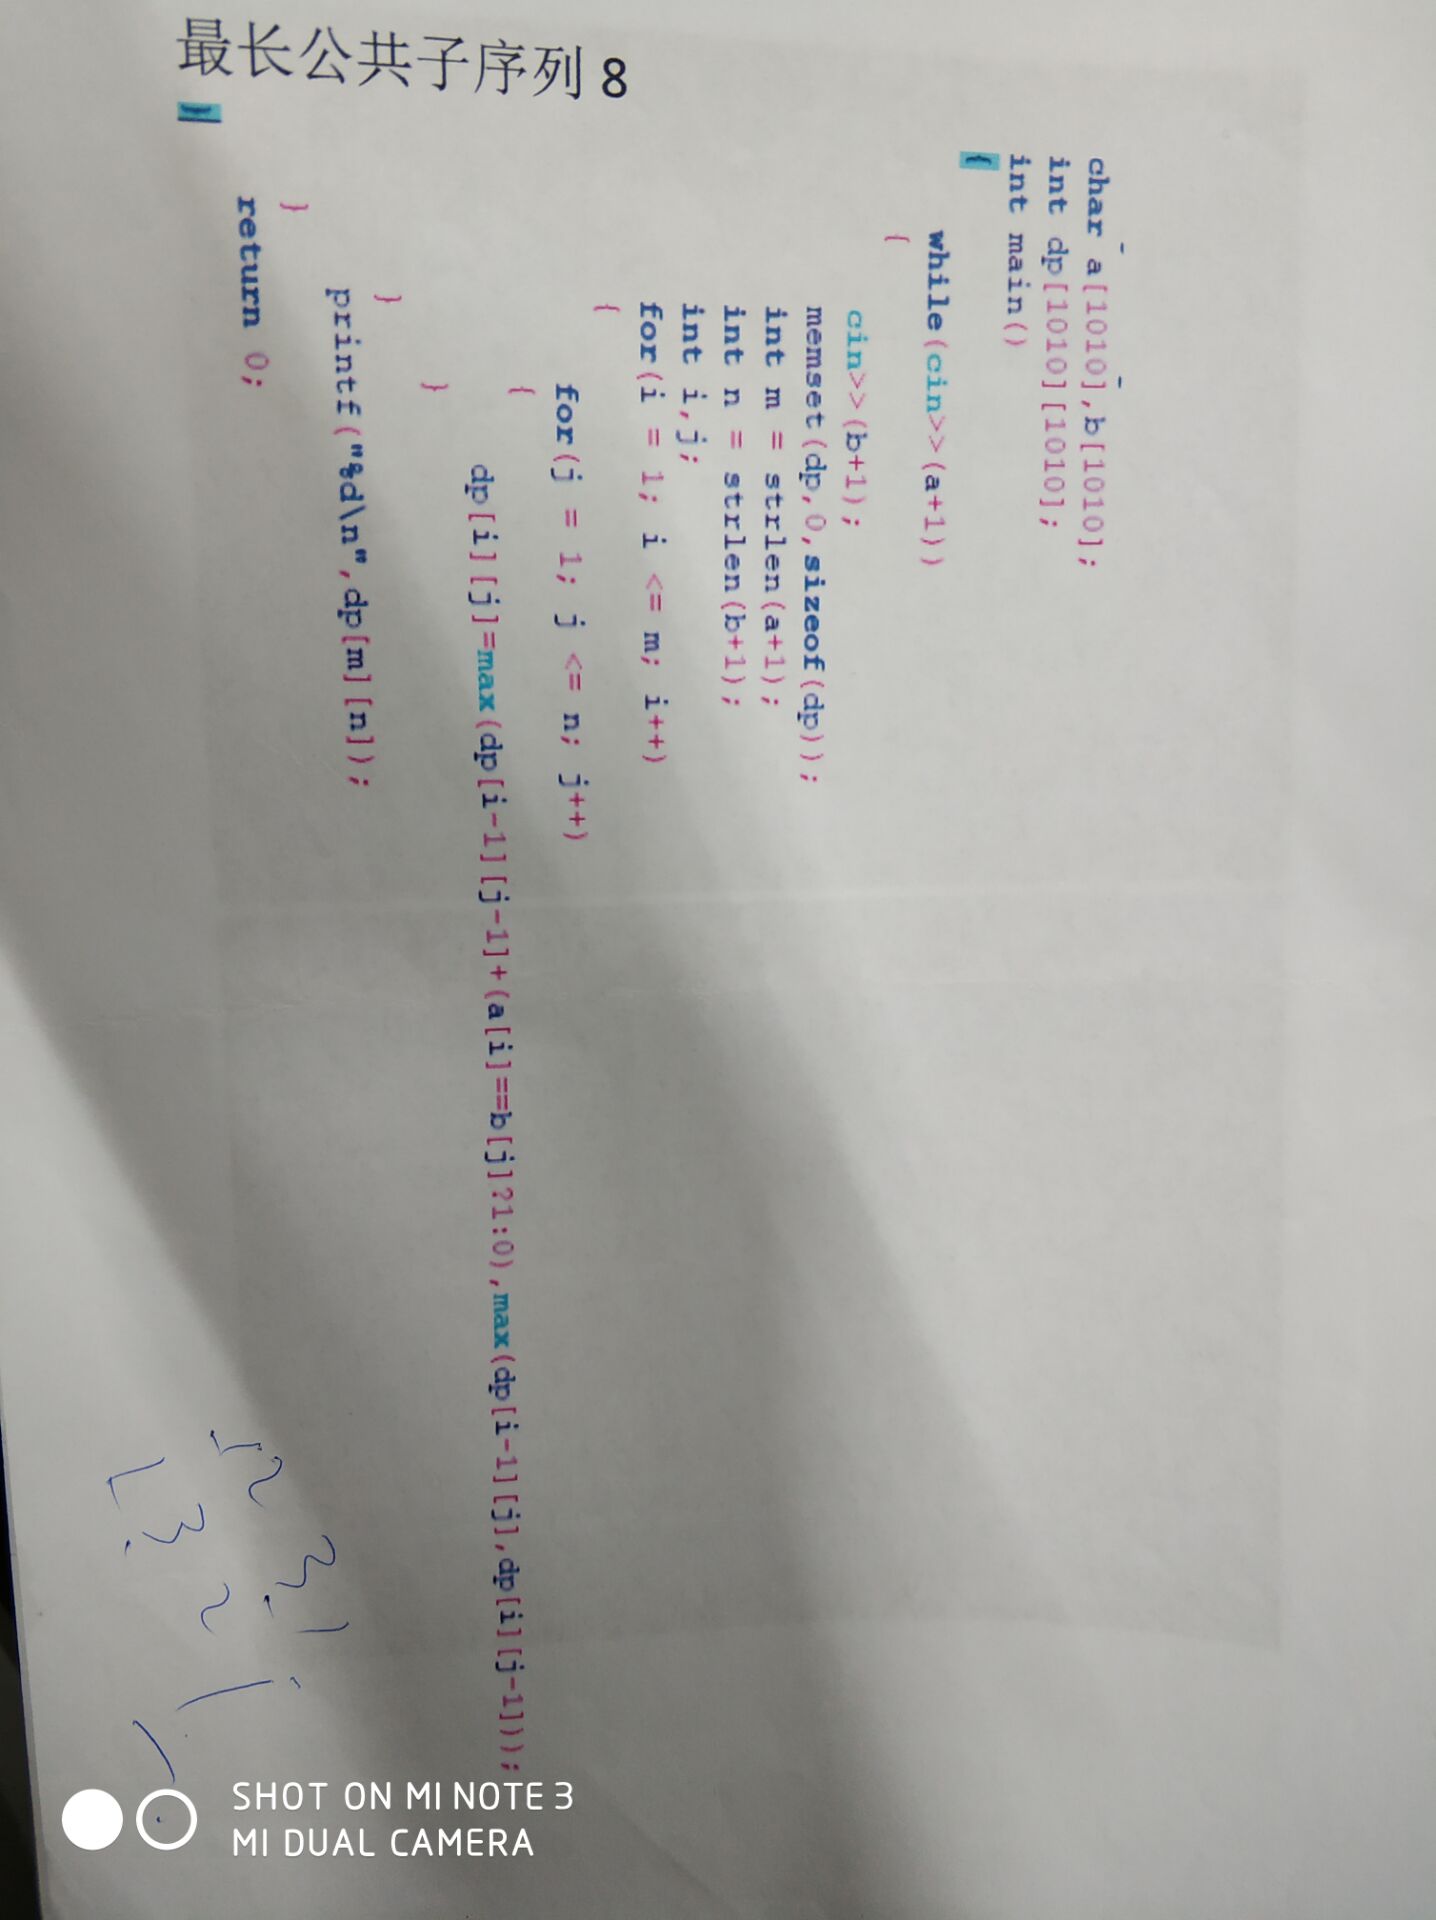 最长公共子序列 8
char a[1010],b[1010];
int dp[1010][1010];
int main()
{
    while(cin>>(a+1))
    {
        cin>>(b+1);
        memset(dp,0,sizeof(dp));
        int m = strlen(a+1);
        int n = strlen(b+1);
        int i,j;
        for(i = 1; i <= m; i++)
        {
            for(j = 1; j <= n; j++)
            {
                dp[i][j]=max(dp[i-1][j-1]+(a[i]==b[j]?1:0),max(dp[i-1][j],dp[i][j-1]));
            }
        }
        printf("%d\n",dp[m][n]);
    }
    return 0;
}
SHOT ON MI NOTE 3
MI DUAL CAMERA